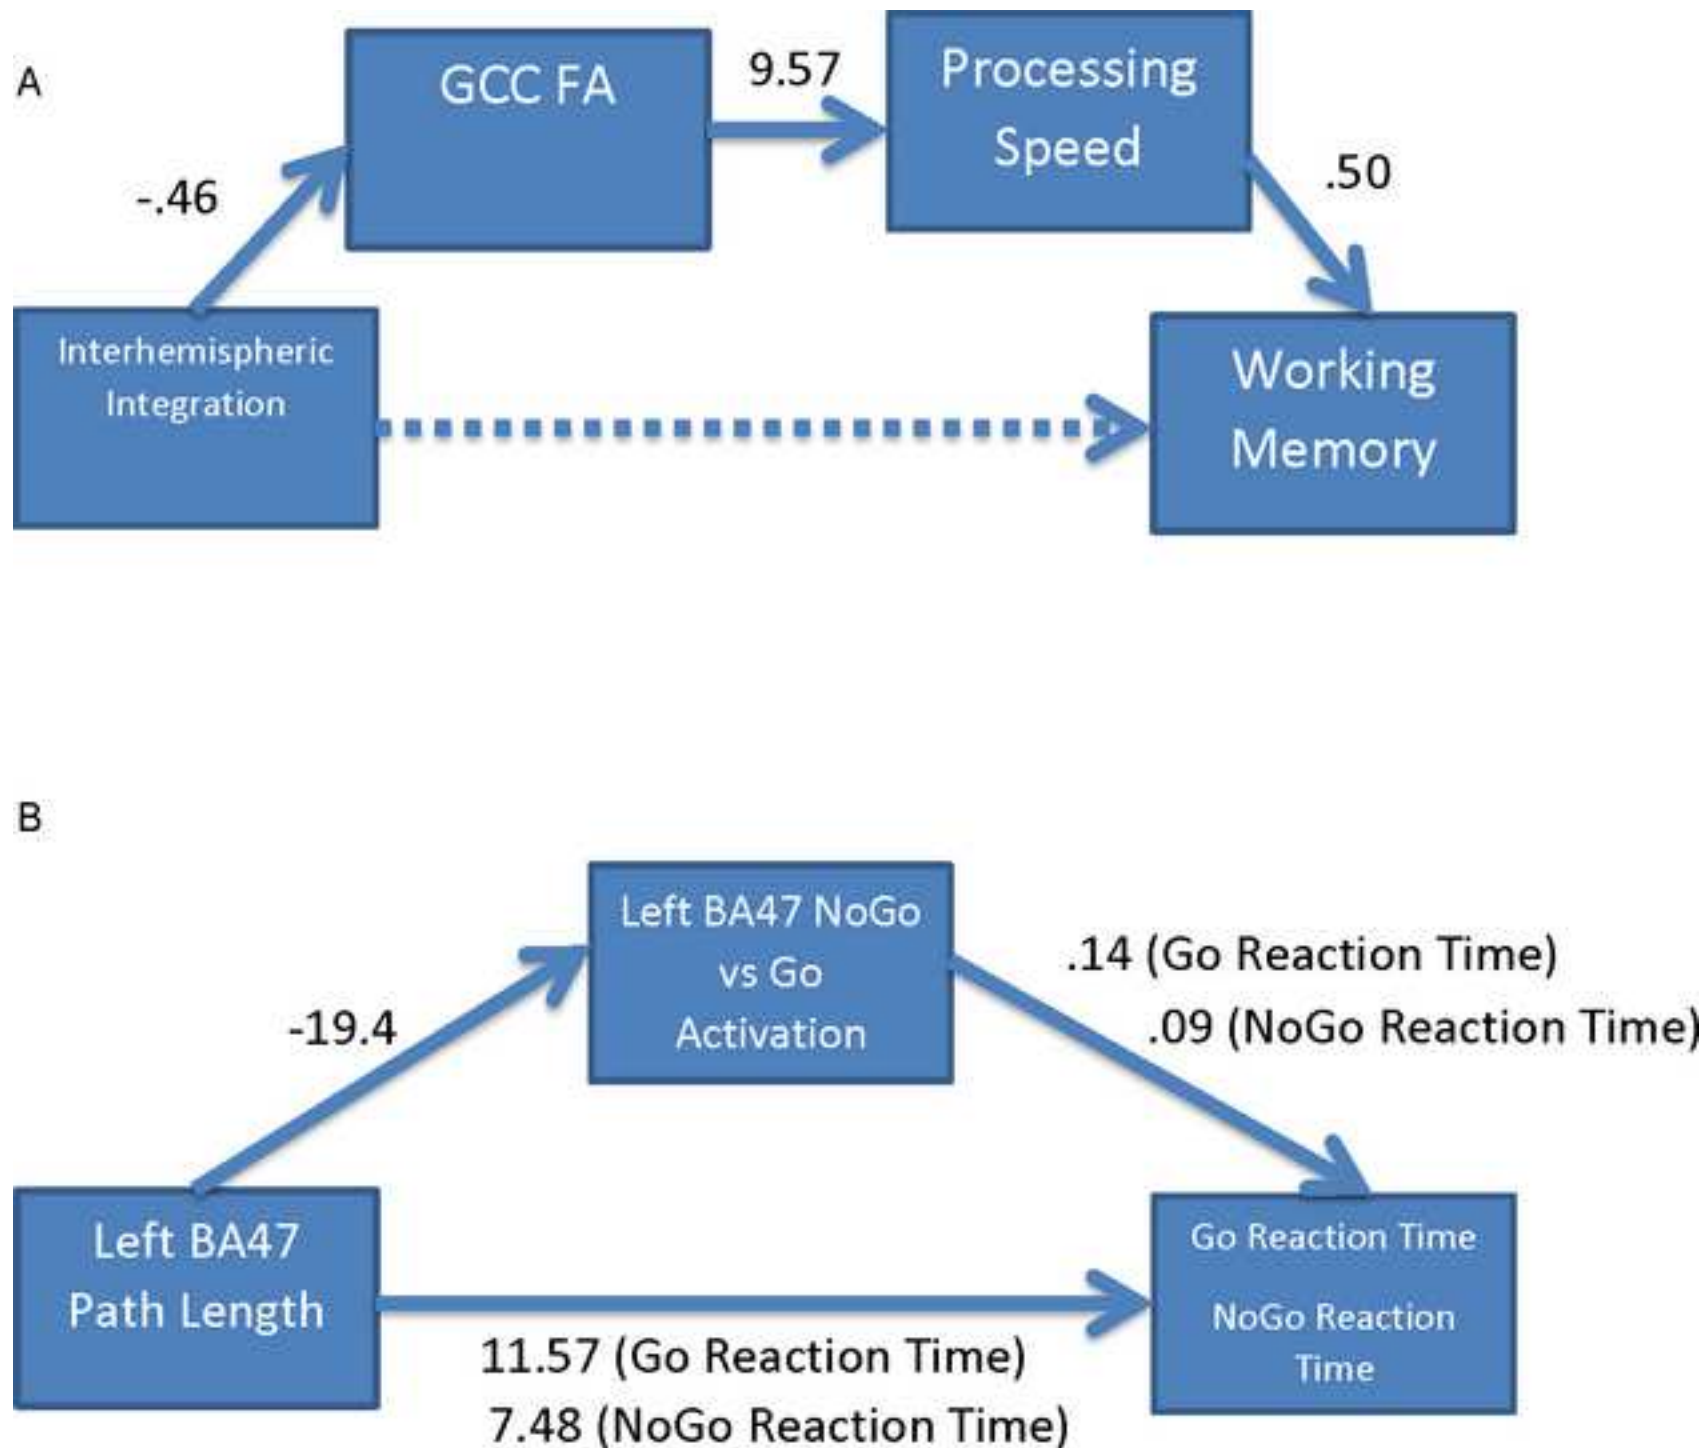 A
GCC FA
9.57
Processing
Speed
-.46
.50
Interhemispheric
Integration
Working
Memory
B
Left BA47 NoGo
vs Go
Activation
.14 (Go Reaction Time)
.09 (NoGo Reaction Time)
-19.4
Left BA47
Path Length
Go Reaction Time
NoGo Reaction
Time
11.57 (Go Reaction Time)
7.48 (NoGo Reaction Time)